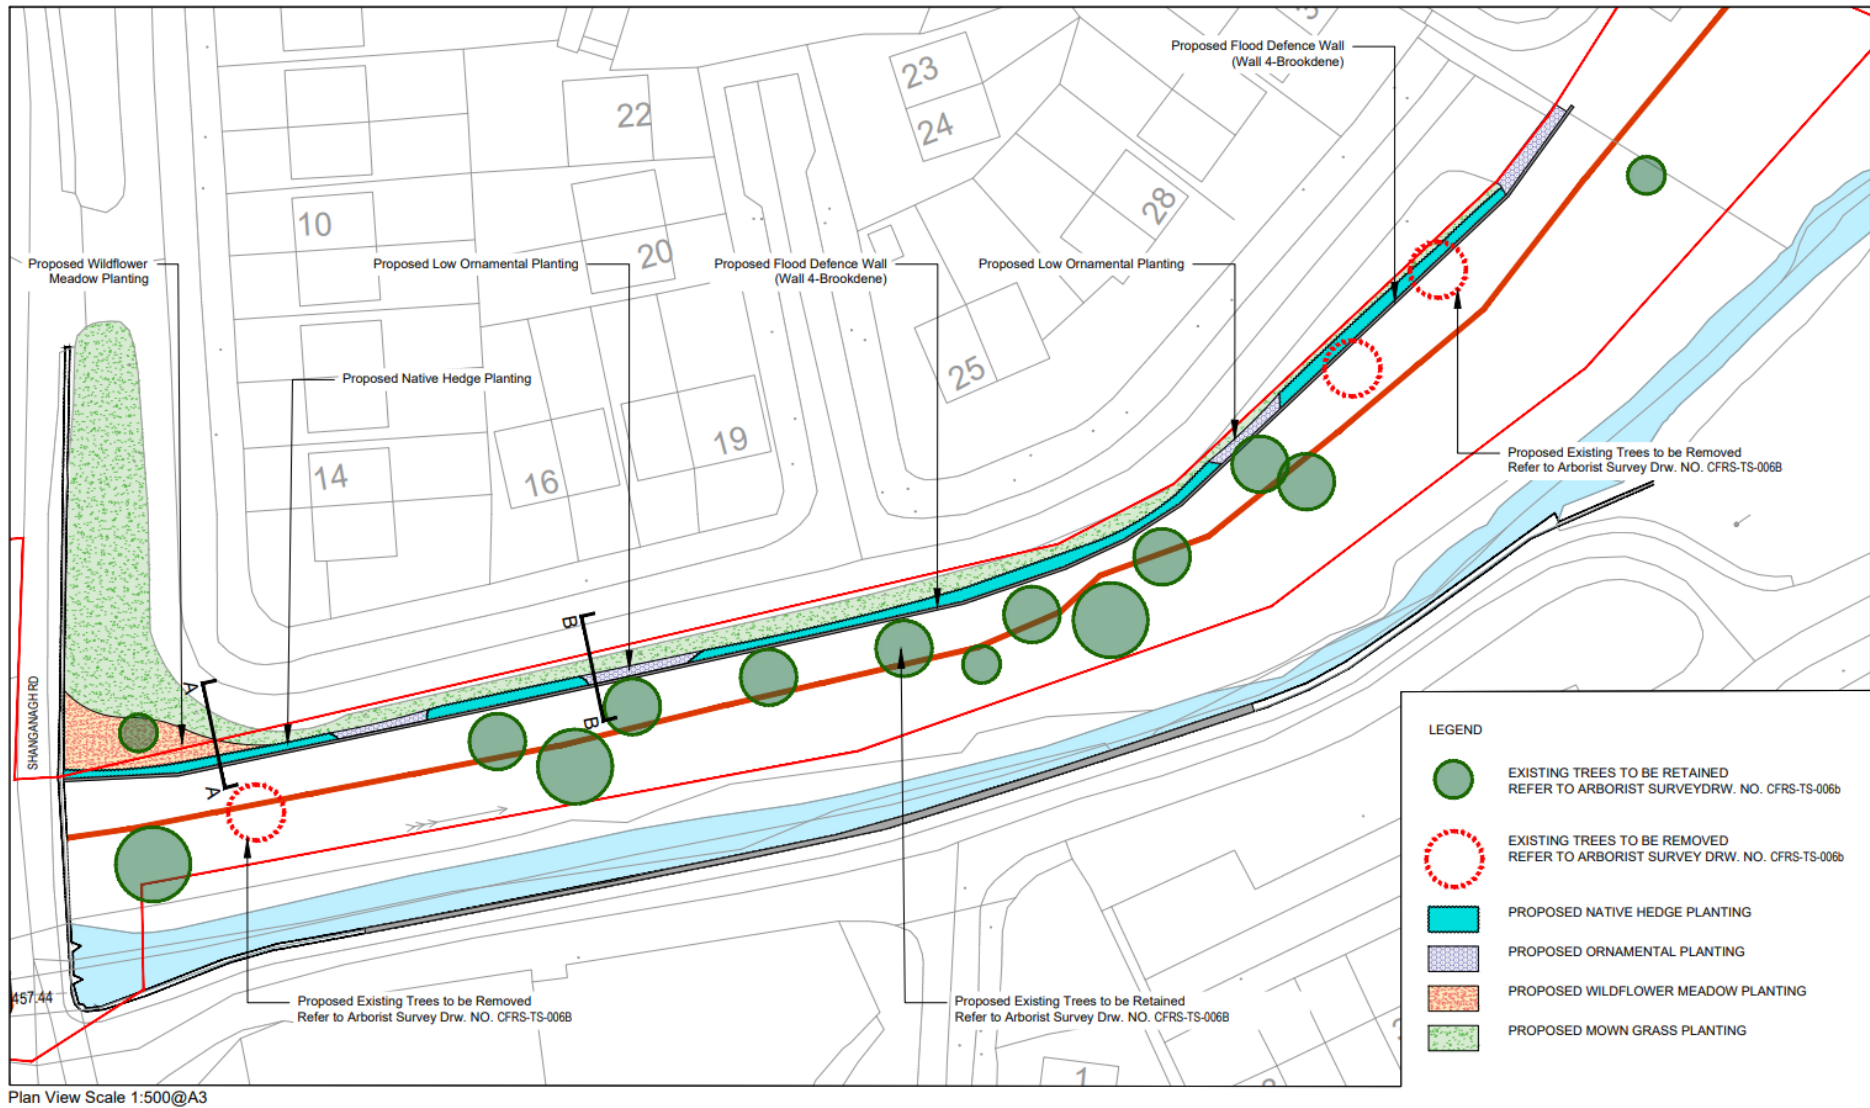 23
24
22
10
20
28
25
14
16
19
Proposed Flood Defence Wall
(Wall 4-Brookdene)
Proposed Wildflower
Meadow Planting
Proposed Low Ornamental Planting
Proposed Flood Defence Wall
(Wall 4-Brookdene)
Proposed Low Ornamental Planting
Proposed Native Hedge Planting
Proposed Existing Trees to be Removed
Refer to Arborist Survey Drw. NO. CFRS-TS-006B
B
B
A
A
SHANGANAGH RD
457.44
Proposed Existing Trees to be Removed
Refer to Arborist Survey Drw. NO. CFRS-TS-006B
Proposed Existing Trees to be Retained
Refer to Arborist Survey Drw. NO. CFRS-TS-006B
1
LEGEND
EXISTING TREES TO BE RETAINED
REFER TO ARBORIST SURVEYDRW. NO. CFRS-TS-006b
EXISTING TREES TO BE REMOVED
REFER TO ARBORIST SURVEY DRW. NO. CFRS-TS-006b
PROPOSED NATIVE HEDGE PLANTING
PROPOSED ORNAMENTAL PLANTING
PROPOSED WILDFLOWER MEADOW PLANTING
PROPOSED MOWN GRASS PLANTING
Plan View Scale 1:500@A3